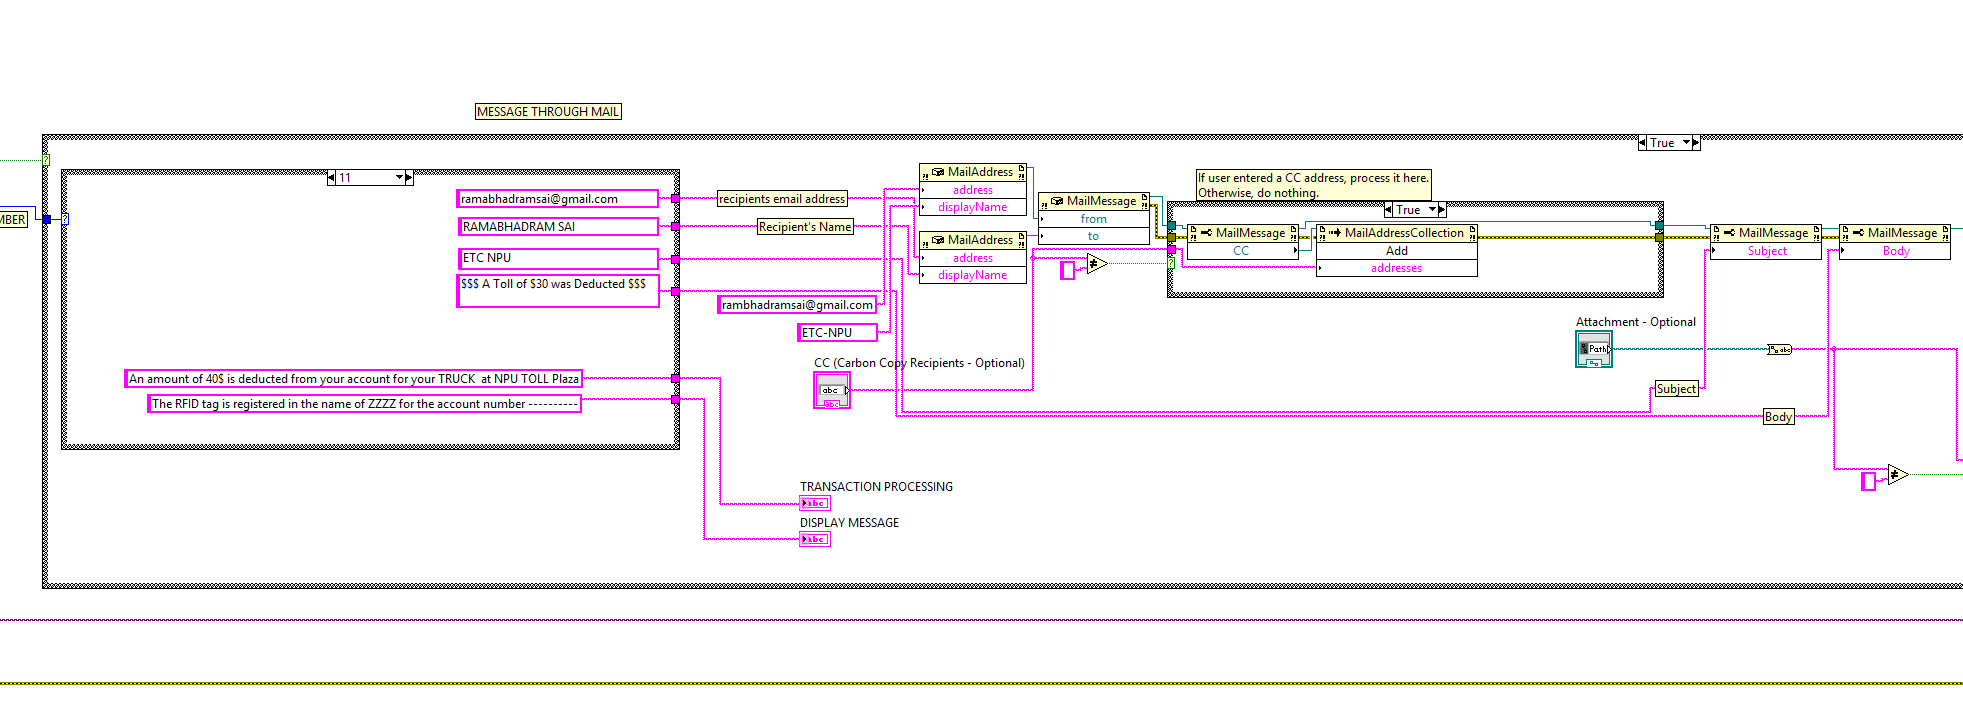 MESSAGE THROUGH MAIL
True
11
MBER
ramabhadramsai@gmail.com
RAMABHADRAM SAI
ETC NPU
$$$ A Toll of $30 was Deducted $$$
An amount of 40$ is deducted from your account for your TRUCK  at NPU TOLL Plaza
The RFID tag is registered in the name of ZZZZ for the account number ----------
recipients email address
Recipient's Name
rambhadramsai@gmail.com
ETC-NPU
CC (Carbon Copy Recipients - Optional)
abc
abc
TRANSACTION PROCESSING
abc
DISPLAY MESSAGE
abc
MailAddress
address
displayName
MailAddress
address
displayName
MailMessage
from
to
If user entered a CC address, process it here.
Otherwise, do nothing.
True
MailMessage
CC
MailAddressCollection
Add
addresses
MailMessage
Subject
MailMessage
Body
Attachment - Optional
Path
abc
Subject
Body